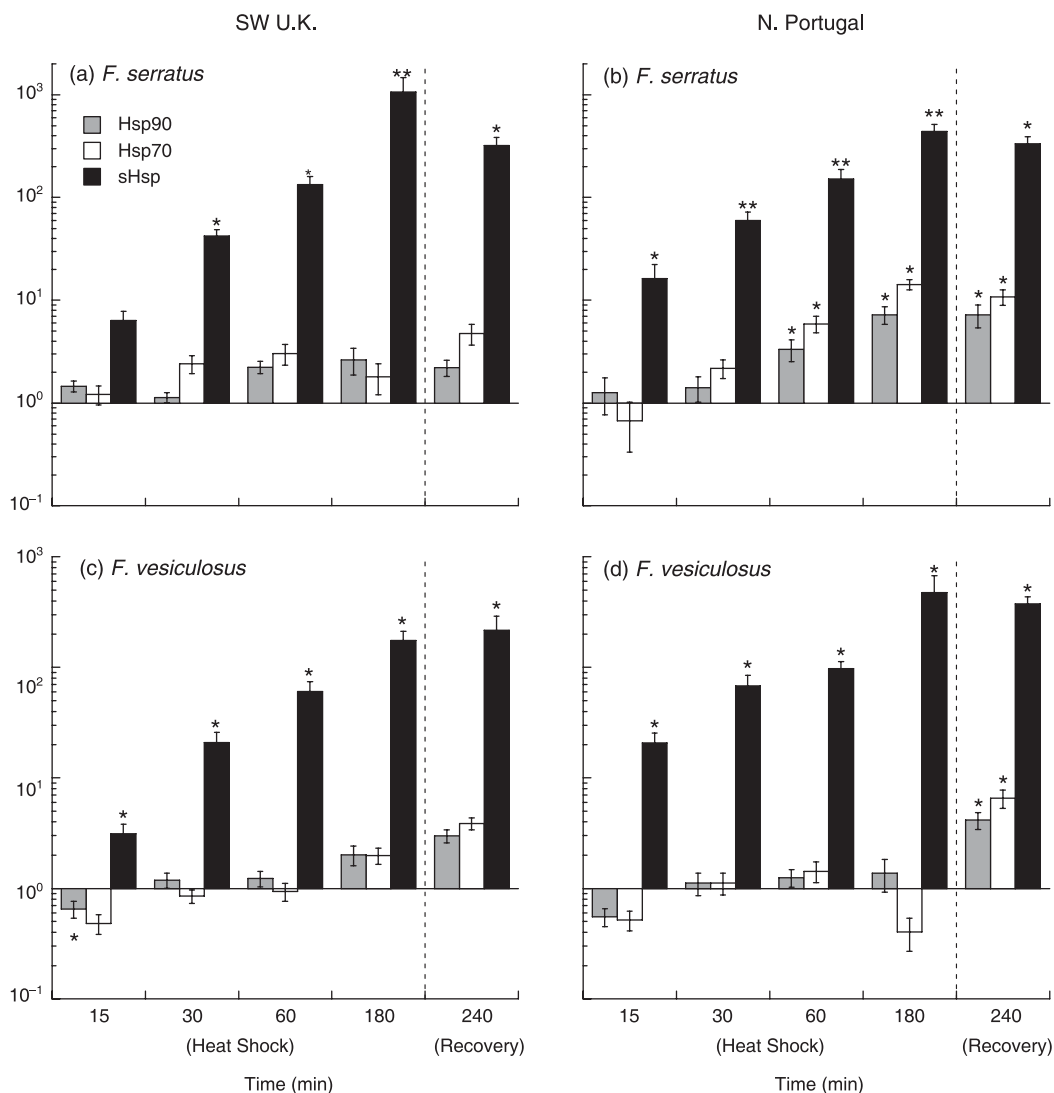 SW U.K.
N. Portugal
(a) F. serratus
(b) F. serratus
Hsp90
Hsp70
sHsp
10³
10²
10¹
10⁰
10⁻¹
** * * *
* ** ** * * ** * * * *
(c) F. vesiculosus
(d) F. vesiculosus
10³
10²
10¹
10⁰
10⁻¹
* * * * * *
* * * * * * *
15 30 60 180 240
15 30 60 180 240
(Heat Shock) (Recovery)
(Heat Shock) (Recovery)
Time (min)
Time (min)